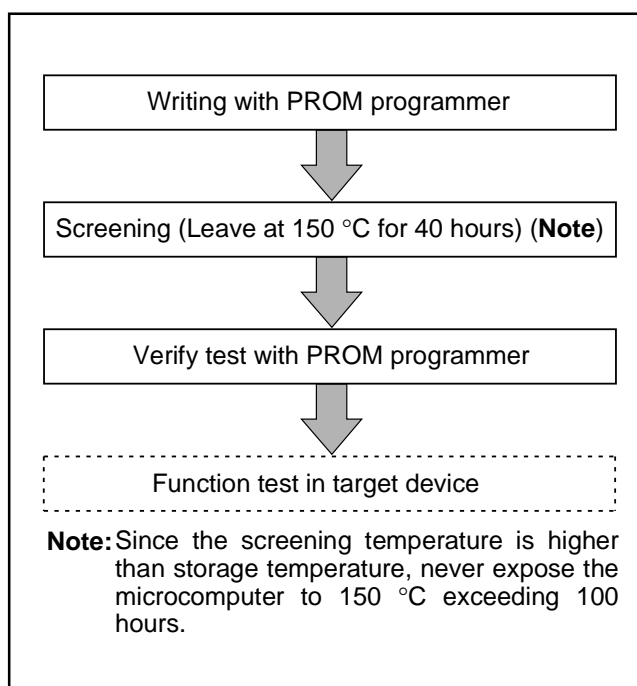 Writing with PROM programmer
Screening (Leave at 150 °C for 40 hours) (Note)
Verify test with PROM programmer
Function test in target device
Note: Since the screening temperature is higher
than storage temperature, never expose the
microcomputer to 150 °C exceeding 100
hours.